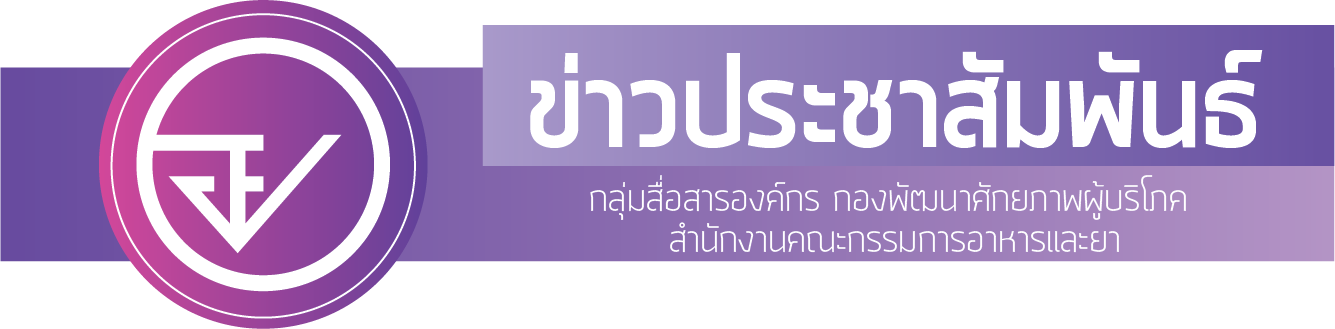 ข่าวประชาสัมพันธ์
กลุ่มสื่อสารองค์กร กองพัฒนาศักยภาพผู้บริโภค
สำนักงานคณะกรรมการอาหารและยา